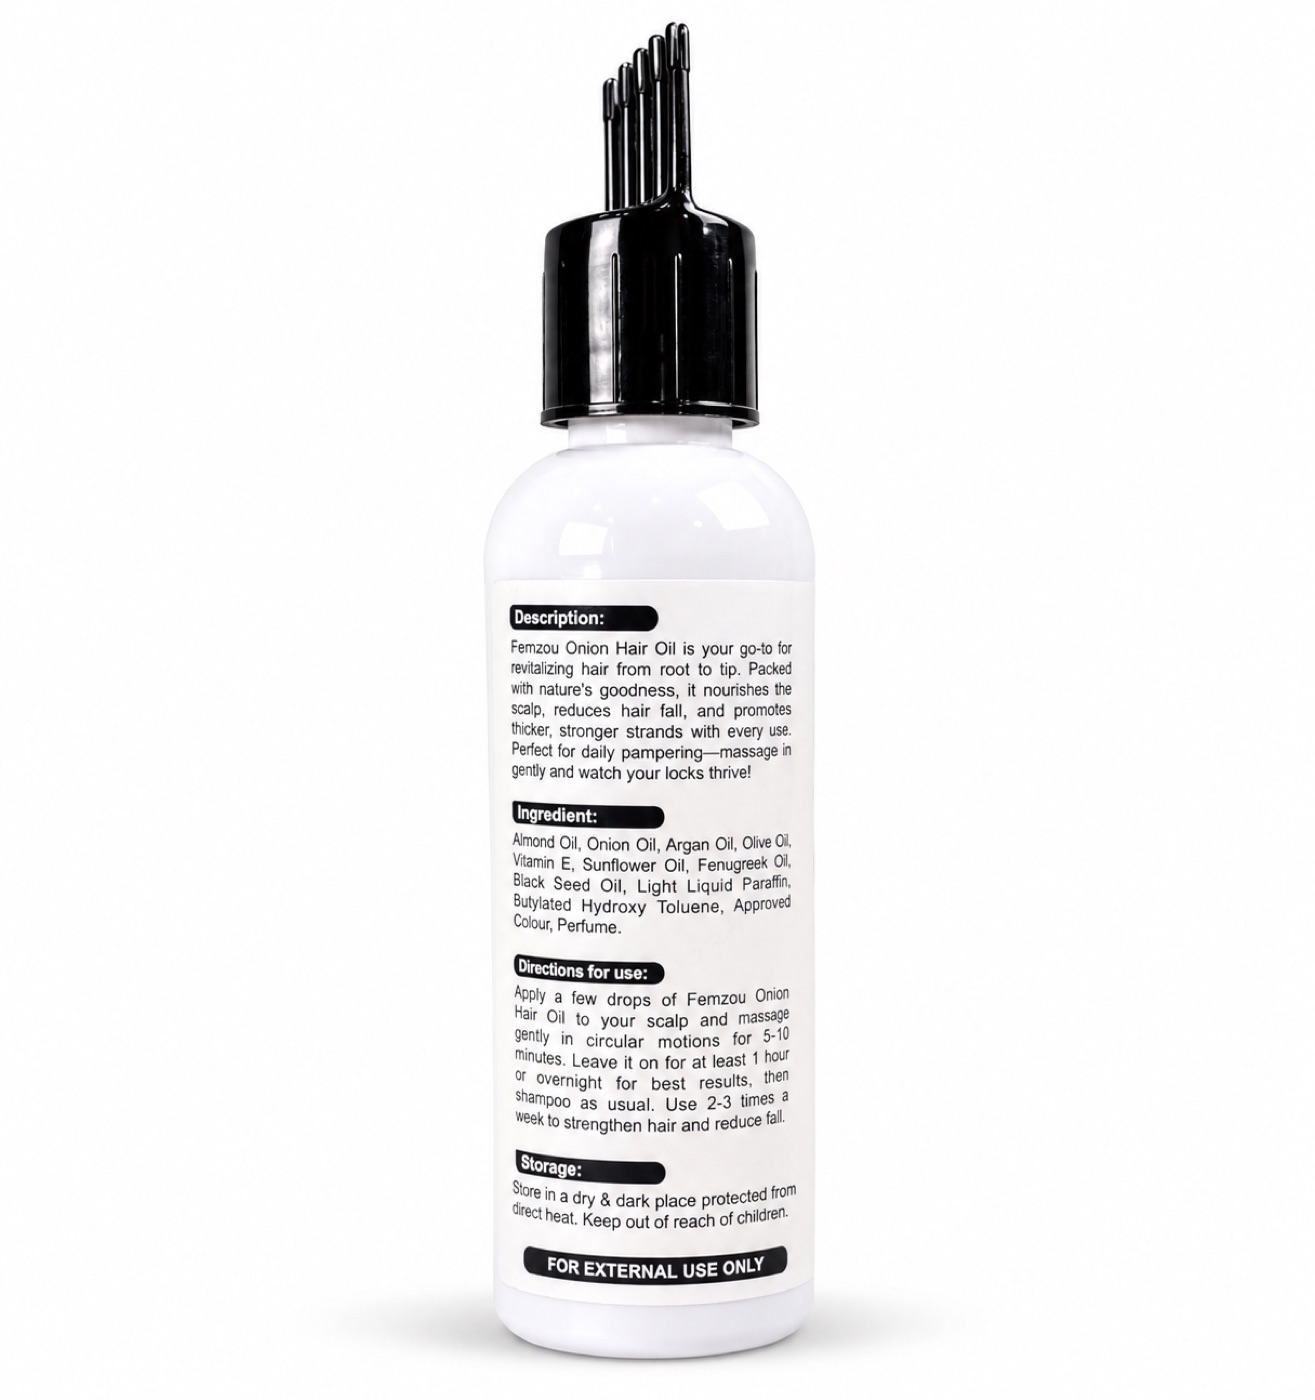 Description:
Femzou Onion Hair Oil is your go-to for
revitalizing hair from root to tip. Packed
with nature's goodness, it nourishes the
scalp, reduces hair fall, and promotes
thicker, stronger strands with every use.
Perfect for daily pampering—massage in
gently and watch your locks thrive!
Ingredient:
Almond Oil, Onion Oil, Argan Oil, Olive Oil,
Vitamin E, Sunflower Oil, Fenugreek Oil,
Black Seed Oil, Light Liquid Paraffin,
Butylated Hydroxy Toluene, Approved
Colour, Perfume.
Directions for use:
Apply a few drops of Femzou Onion
Hair Oil to your scalp and massage
gently in circular motions for 5-10
minutes. Leave it on for at least 1 hour
or overnight for best results, then
shampoo as usual. Use 2-3 times a
week to strengthen hair and reduce fall.
Storage:
Store in a dry & dark place protected from
direct heat. Keep out of reach of children.
FOR EXTERNAL USE ONLY